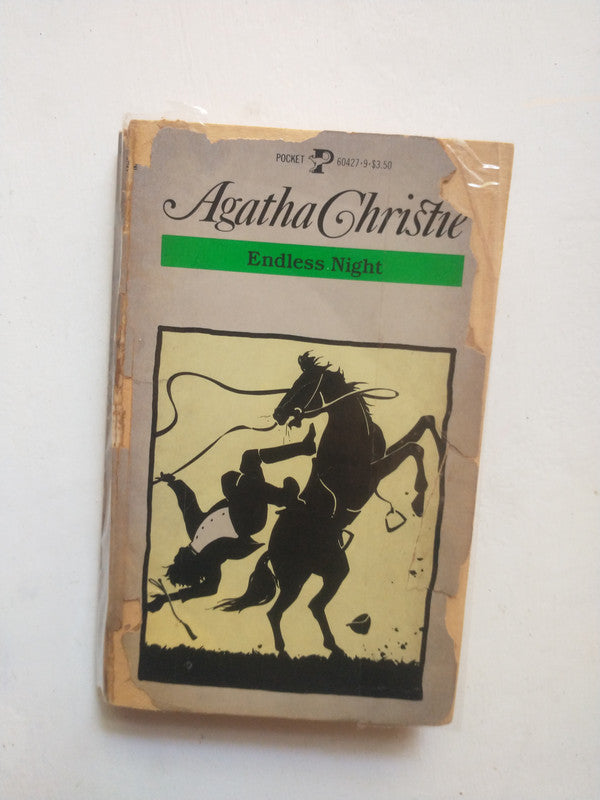 POCKET 60427·9·$3.50
Agatha Christie
Endless Night